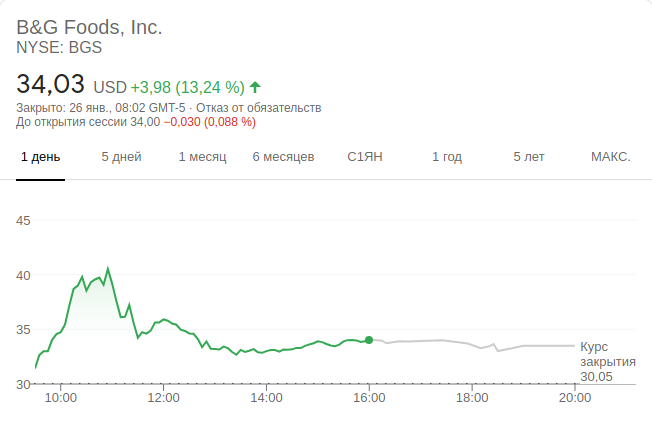 B&G Foods, Inc.
NYSE: BGS
34,03 USD +3,98 (13,24 %)
Закрыто: 26 янв., 08:02 GMT-5 · Отказ от обязательств
До открытия сессии 34,00 −0,030 (0,088 %)
1 день 5 дней 1 месяц 6 месяцев С1ЯН 1 год 5 лет МАКС.
45
40
35
30
Курс
закрытия
30,05
10:00 12:00 14:00 16:00 18:00 20:00